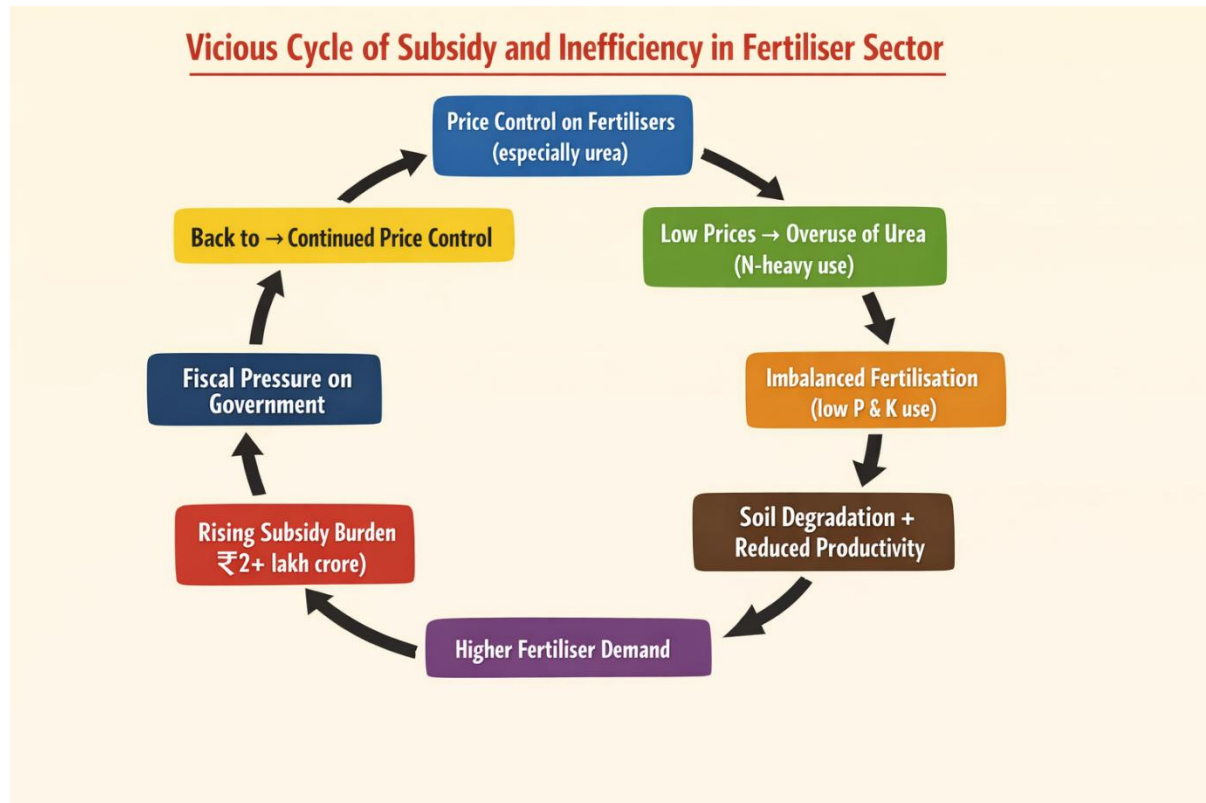 Vicious Cycle of Subsidy and Inefficiency in Fertiliser Sector
Price Control on Fertilisers
(especially urea)
Low Prices → Overuse of Urea
(N-heavy use)
Imbalanced Fertilisation
(low P & K use)
Soil Degradation +
Reduced Productivity
Higher Fertiliser Demand
Rising Subsidy Burden
₹2+ lakh crore)
Fiscal Pressure on
Government
Back to → Continued Price Control